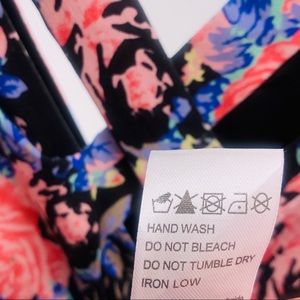 HAND WASH
DO NOT BLEACH
DO NOT TUMBLE DRY
IRON LOW